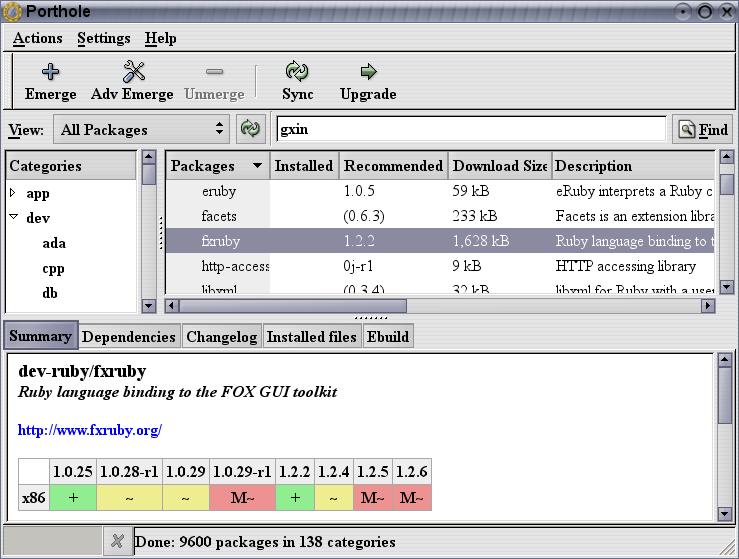 Porthole
Actions Settings Help
Emerge Adv Emerge Unmerge Sync Upgrade
View: All Packages gxin Find
Categories Packages Installed Recommended Download Size Description
app eruby 1.0.5 59 kB eRuby interprets a Ruby c
dev facets (0.6.3) 233 kB Facets is an extension libra
ada fxruby 1.2.2 1,628 kB Ruby language binding to t
cpp http-access 0j-r1 9 kB HTTP accessing library
db libxml (0.3.4) 32 kB libxml for Ruby with a user
Summary Dependencies Changelog Installed files Ebuild
dev-ruby/fxruby
Ruby language binding to the FOX GUI toolkit
http://www.fxruby.org/
1.0.25 1.0.28-r1 1.0.29 1.0.29-r1 1.2.2 1.2.4 1.2.5 1.2.6
x86 + ~ ~ M~ + ~ M~ M~
Done: 9600 packages in 138 categories